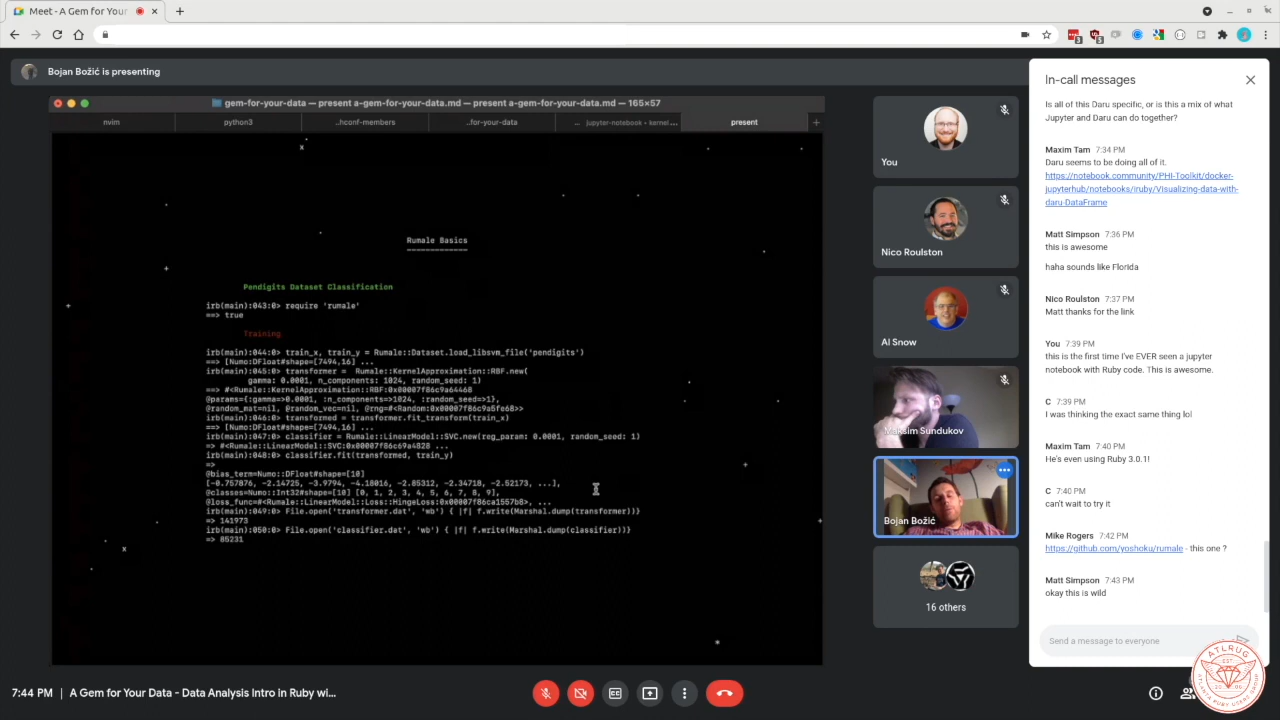 Meet - A Gem for Your
Bojan Božić is presenting
gem-for-your-data — present a-gem-for-your-data.md — present a-gem-for-your-data.md — 165×57
nvim
python3
..hconf-members
..for-your-data
... jupyter-notebook • kernel...
present
Rumale Basics
Pendigits Dataset Classification
irb(main):043:0> require 'rumale'
==> true
Training
irb(main):044:0> train_x, train_y = Rumale::Dataset.load_libsvm_file('pendigits')
==> [Numo:DFloat#shape=[7494,16] ...
irb(main):045:0> transformer =  Rumale::KernelApproximation::RBF.new(
gamma: 0.0001, n_components: 1024, random_seed: 1)
==> #<Rumale::KernelApproximation::RBF:0x00007f86c9a64468
@params={:gamma=>0.0001, :n_components=>1024, :random_seed=>1},
@random_mat=nil, @random_vec=nil, @rng=#<Random:0x00007f86c9a5fe68>>
irb(main):046:0> transformed = transformer.fit_transform(train_x)
==> [Numo:DFloat#shape=[7494,16] ...
irb(main):047:0> classifier = Rumale::LinearModel::SVC.new(reg_param: 0.0001, random_seed: 1)
=> #<Rumale::LinearModel::SVC:0x00007f86c69a4828 ...
irb(main):048:0> classifier.fit(transformed, train_y)
=>
@bias_term=Numo::DFloat#shape=[10]
[-0.757876, -2.14725, -3.9794, -4.18016, -2.85312, -2.34718, -2.52173, ...],
@classes=Numo::Int32#shape=[10] [0, 1, 2, 3, 4, 5, 6, 7, 8, 9],
@loss_func=#<Rumale::LinearModel::Loss::HingeLoss:0x00007f86ca1557b8>, ...
irb(main):049:0> File.open('transformer.dat', 'wb') { |f| f.write(Marshal.dump(transformer))}
=> 141973
irb(main):050:0> File.open('classifier.dat', 'wb') { |f| f.write(Marshal.dump(classifier))}
=> 85231
You
Nico Roulston
Al Snow
Maksim Sundukov
Bojan Božić
16 others
In-call messages
Is all of this Daru specific, or is this a mix of what
Jupyter and Daru can do together?
Maxim Tam 7:34 PM
Daru seems to be doing all of it.
https://notebook.community/PHI-Toolkit/docker-
jupyterhub/notebooks/iruby/Visualizing-data-with-
daru-DataFrame
Matt Simpson 7:36 PM
this is awesome
haha sounds like Florida
Nico Roulston 7:37 PM
Matt thanks for the link
You 7:39 PM
this is the first time I've EVER seen a jupyter
notebook with Ruby code. This is awesome.
C 7:39 PM
I was thinking the exact same thing lol
Maxim Tam 7:40 PM
He's even using Ruby 3.0.1!
C 7:40 PM
can't wait to try it
Mike Rogers 7:42 PM
https://github.com/yoshoku/rumale - this one ?
Matt Simpson 7:43 PM
okay this is wild
Send a message to everyone
7:44 PM | A Gem for Your Data - Data Analysis Intro in Ruby wi...
ATLRUG
EST.
ATLANTA RUBY USERS GROUP